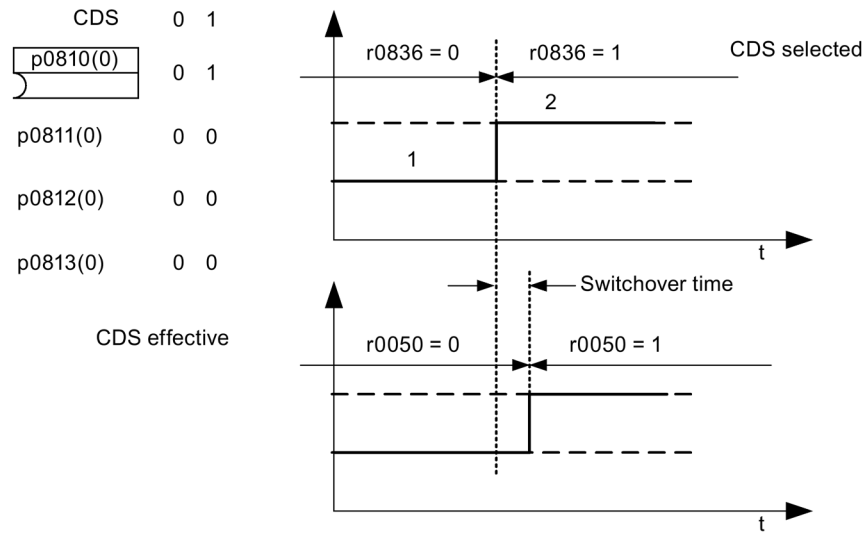 CDS 0 1
p0810(0) 0 1
p0811(0) 0 0
p0812(0) 0 0
p0813(0) 0 0
r0836 = 0 r0836 = 1 CDS selected
2
1
t
Switchover time
CDS effective
r0050 = 0 r0050 = 1
t